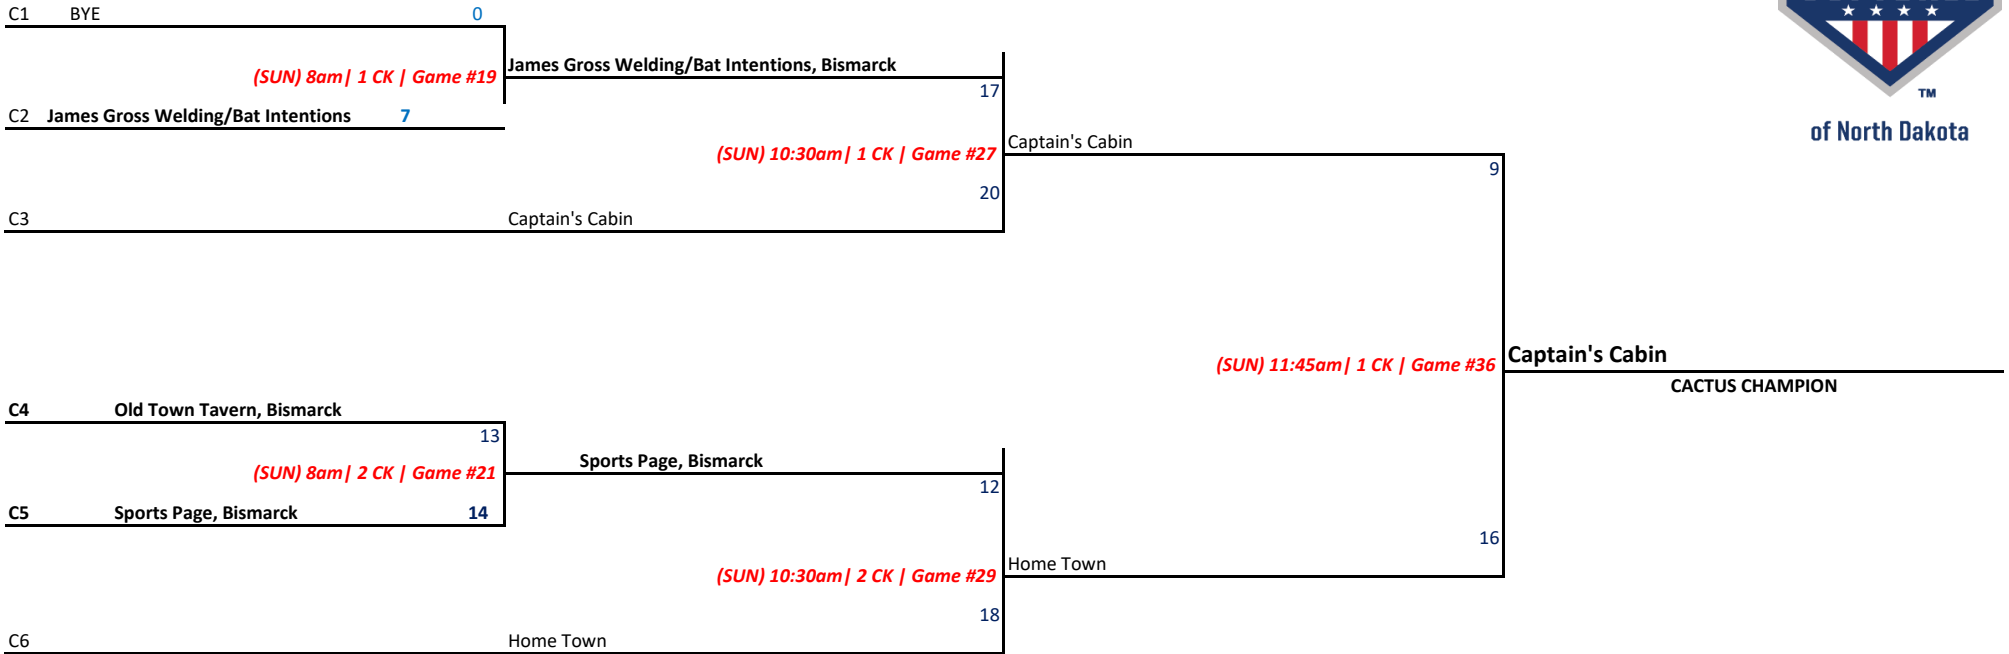 C1 BYE 0
James Gross Welding/Bat Intentions, Bismarck
(SUN) 8am| 1 CK | Game #19
17
C2 James Gross Welding/Bat Intentions 7
TM
of North Dakota
Captain's Cabin
(SUN) 10:30am| 1 CK | Game #27
9
20
C3 Captain's Cabin
Captain's Cabin
(SUN) 11:45am| 1 CK | Game #36
CACTUS CHAMPION
C4 Old Town Tavern, Bismarck
13
Sports Page, Bismarck
(SUN) 8am| 2 CK | Game #21
12
C5 Sports Page, Bismarck 14
16
Home Town
(SUN) 10:30am| 2 CK | Game #29
18
C6 Home Town